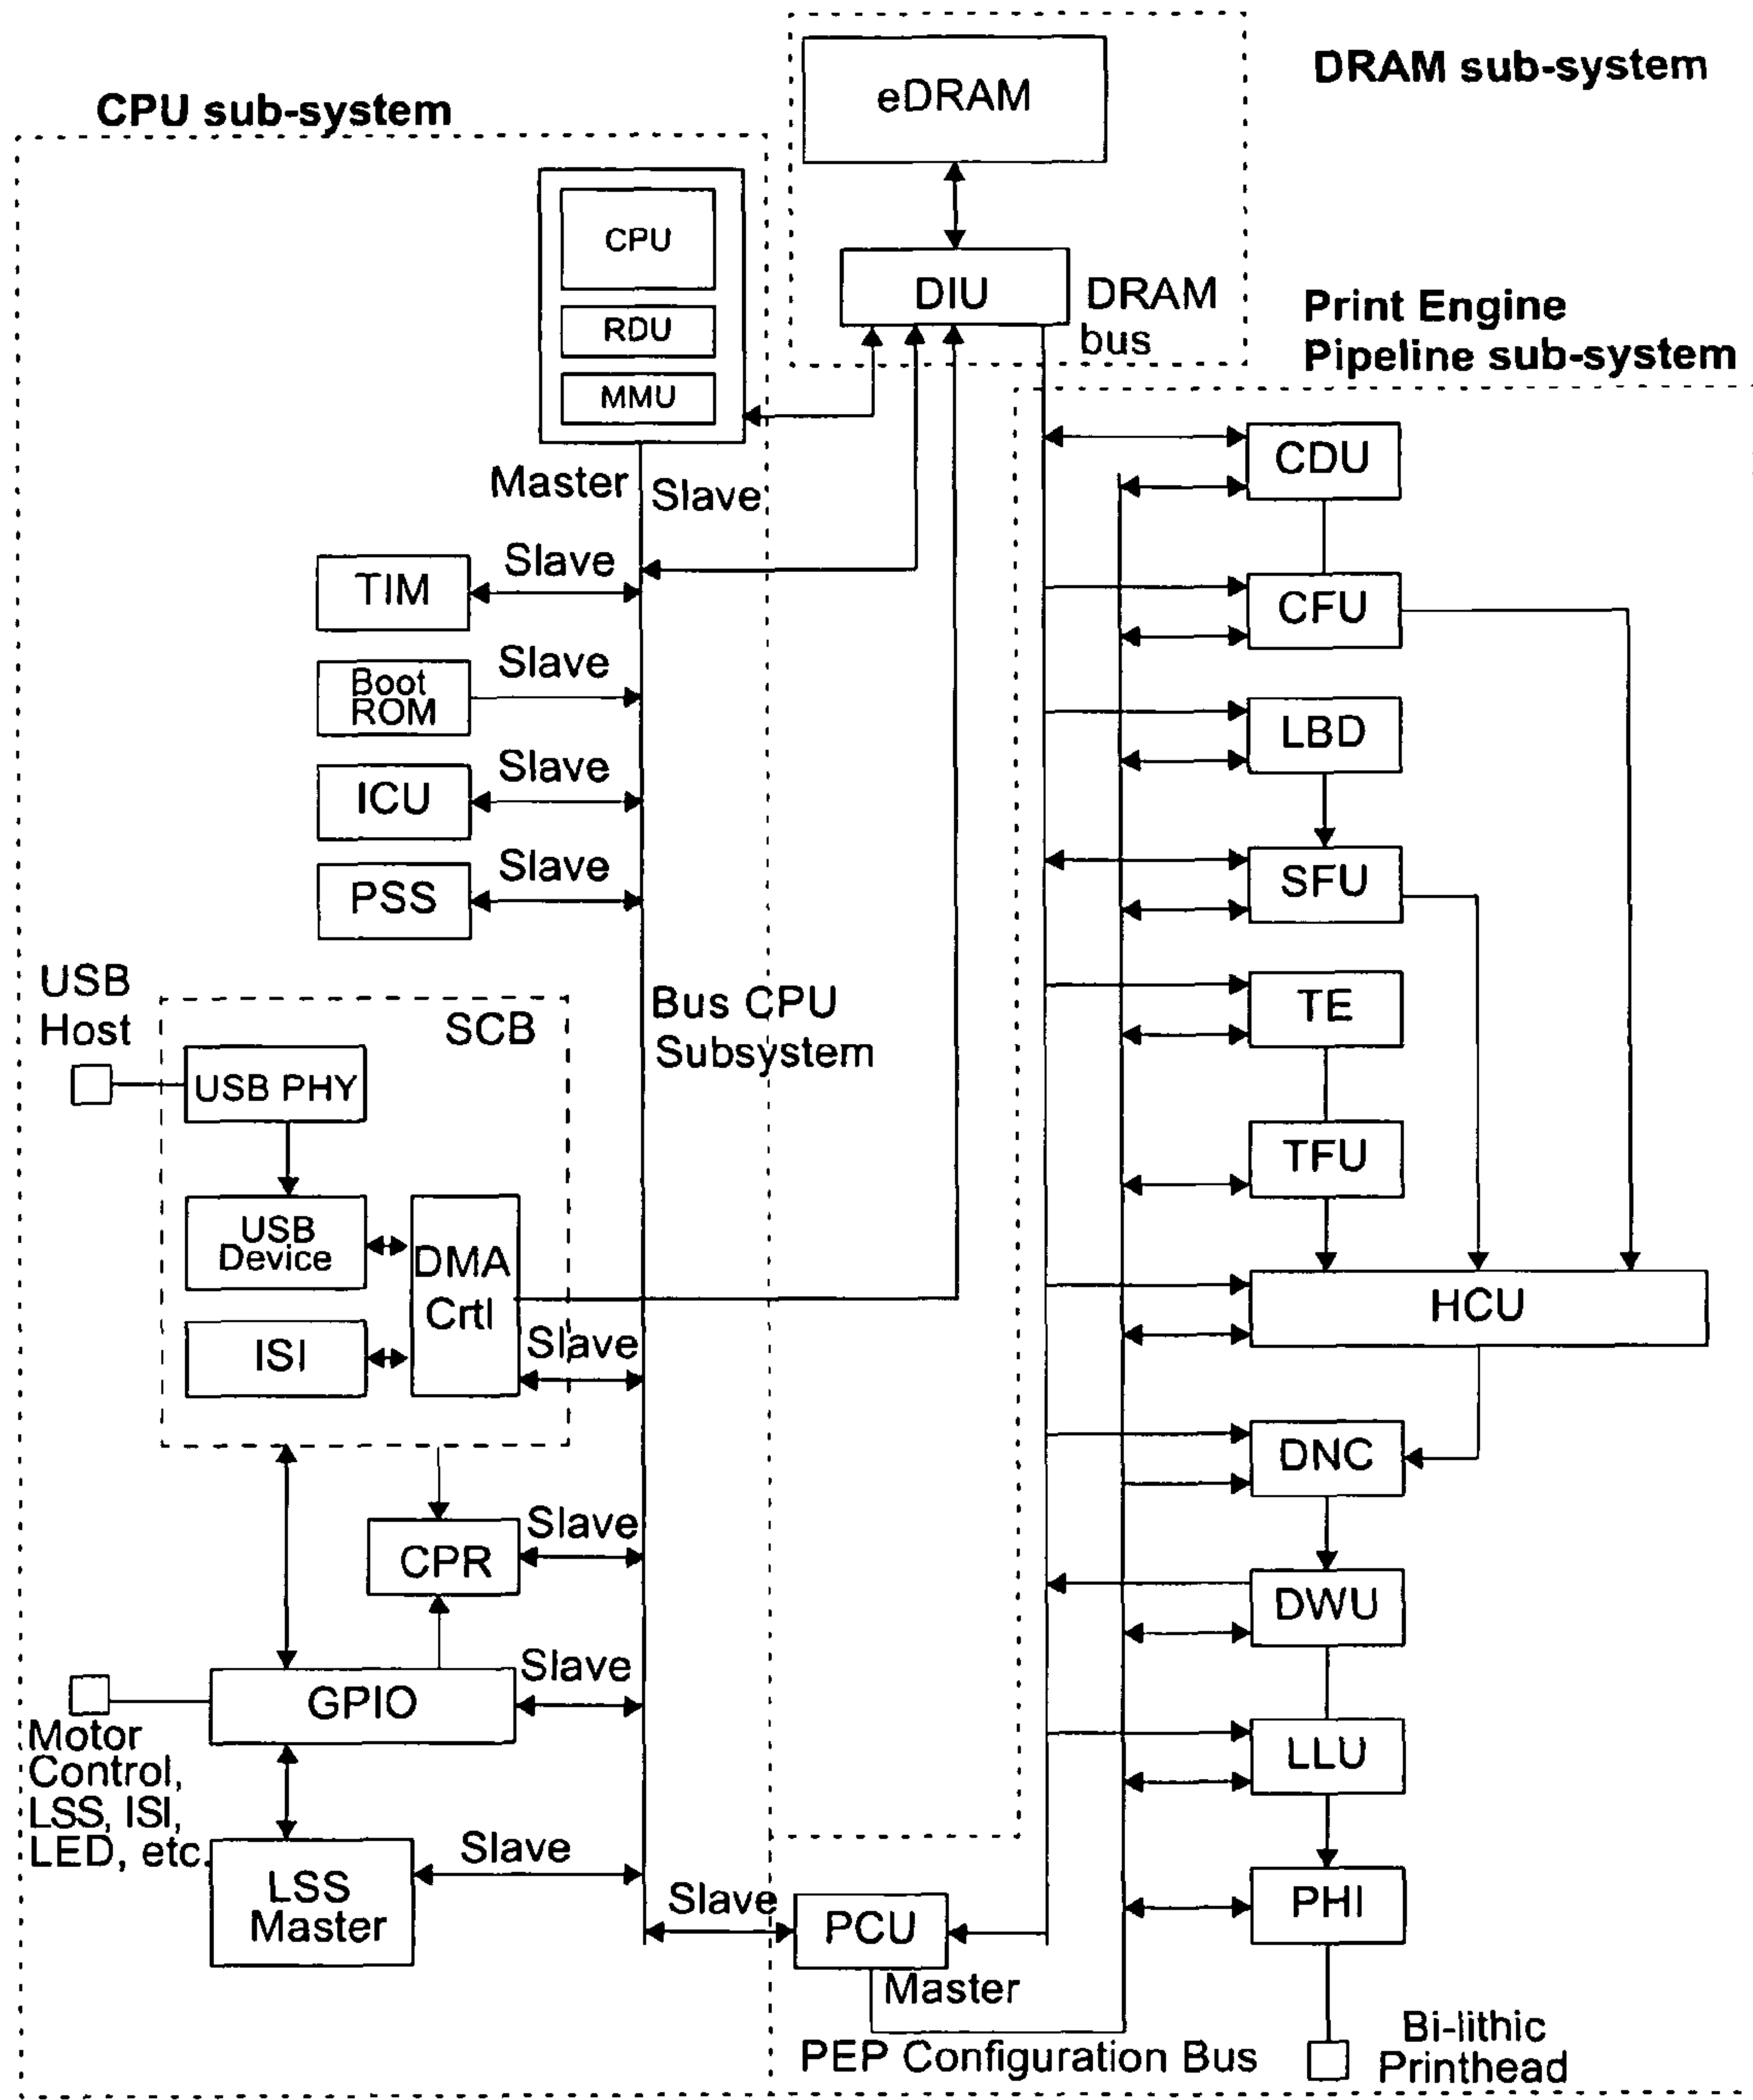 CPU sub-system
eDRAM
DRAM sub-system
CPU
RDU
MMU
DIU
DRAM
bus
Print Engine
Pipeline sub-system
Master
Slave
TIM
Slave
Boot
ROM
Slave
ICU
Slave
PSS
Slave
USB
Host
SCB
USB PHY
Bus CPU
Subsystem
USB
Device
DMA
Crtl
ISI
Slave
CPR
Slave
GPIO
Slave
Motor
Control,
LSS, ISI,
LED, etc.
LSS
Master
Slave
Slave
PCU
Master
PEP Configuration Bus
CDU
CFU
LBD
SFU
TE
TFU
HCU
DNC
DWU
LLU
PHI
Bi-lithic
Printhead